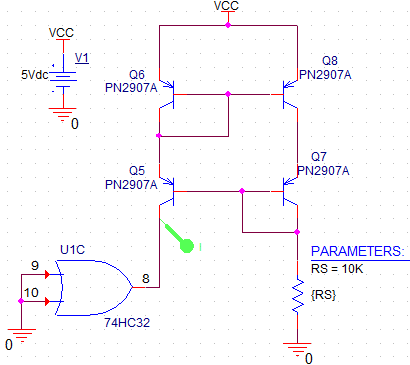 VCC
VCC
V1
5Vdc
0
Q6
PN2907A
Q8
PN2907A
Q5
PN2907A
Q7
PN2907A
I
U1C
9
10
8
74HC32
0
PARAMETERS:
RS = 10K
{RS}
0